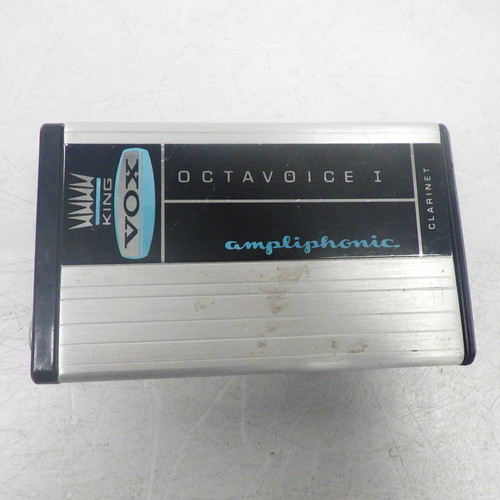 KING
VOX
OCTAVOICE I
ampliphonic
CLARINET